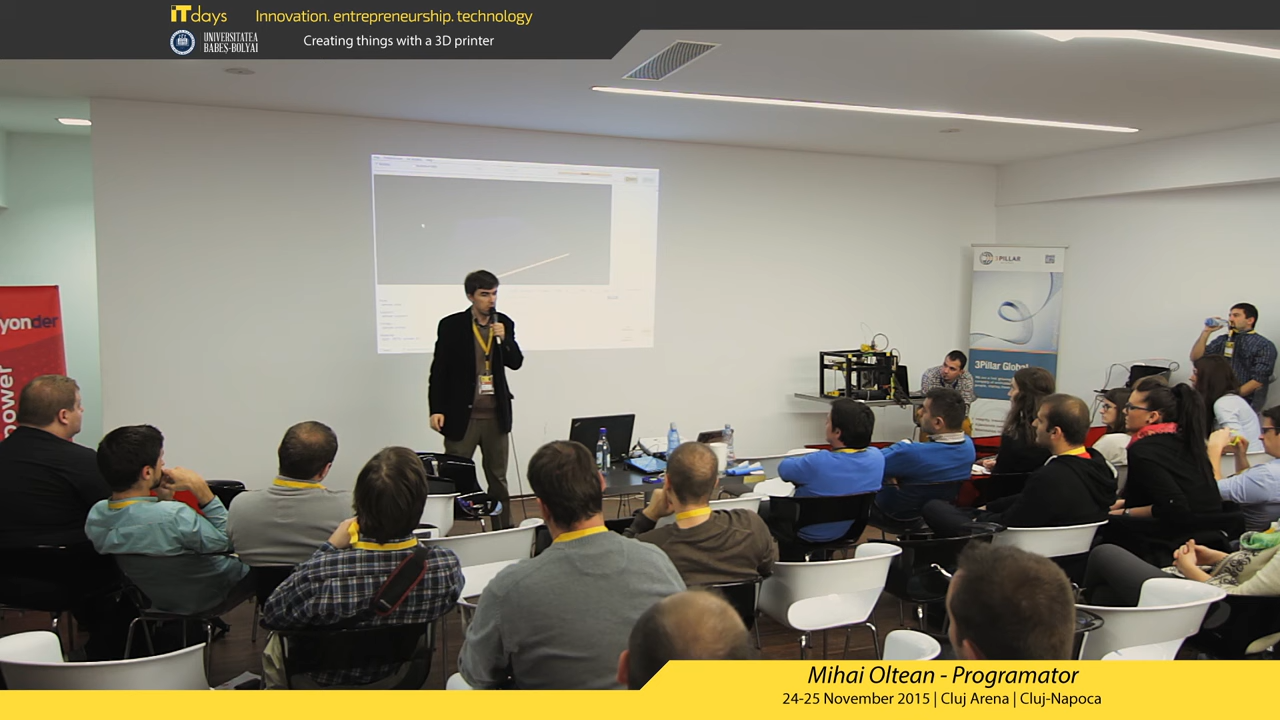 iTdays
Innovation. entrepreneurship. technology
UNIVERSITATEA
BABEȘ-BOLYAI
Creating things with a 3D printer
3PILLAR
3Pillar Global
yonder
power
Mihai Oltean - Programator
24-25 November 2015 | Cluj Arena | Cluj-Napoca